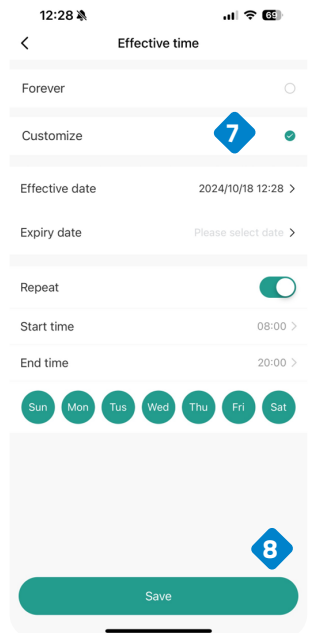 12:28 69
Effective time
Forever
Customize 7
Effective date 2024/10/18 12:28
Expiry date Please select date
Repeat
Start time 08:00
End time 20:00
Sun Mon Tus Wed Thu Fri Sat
8
Save